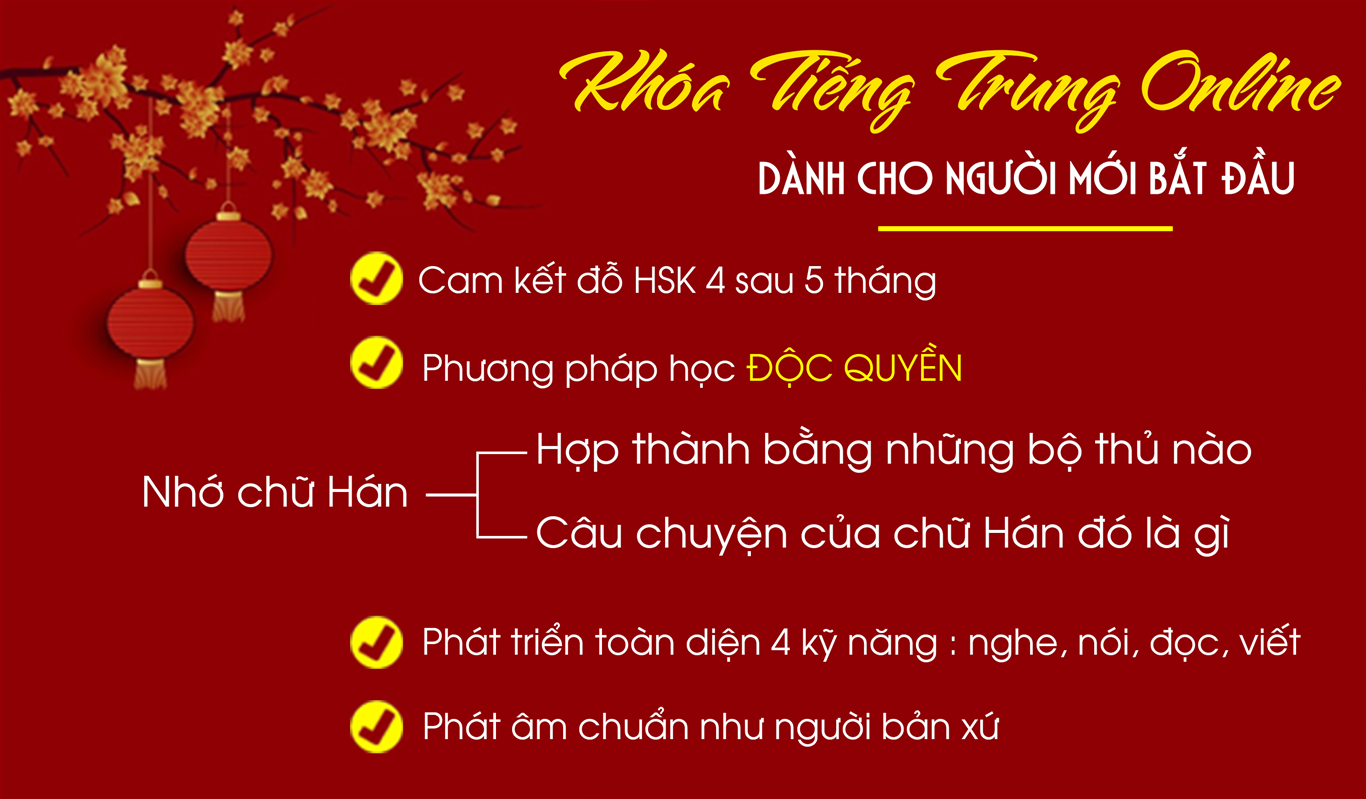 Khóa Tiếng Trung Online
DÀNH CHO NGƯỜI MỚI BẮT ĐẦU
Cam kết đỗ HSK 4 sau 5 tháng
Phương pháp học ĐỘC QUYỀN
Hợp thành bằng những bộ thủ nào
Nhớ chữ Hán
Câu chuyện của chữ Hán đó là gì
Phát triển toàn diện 4 kỹ năng : nghe, nói, đọc, viết
Phát âm chuẩn như người bản xứ